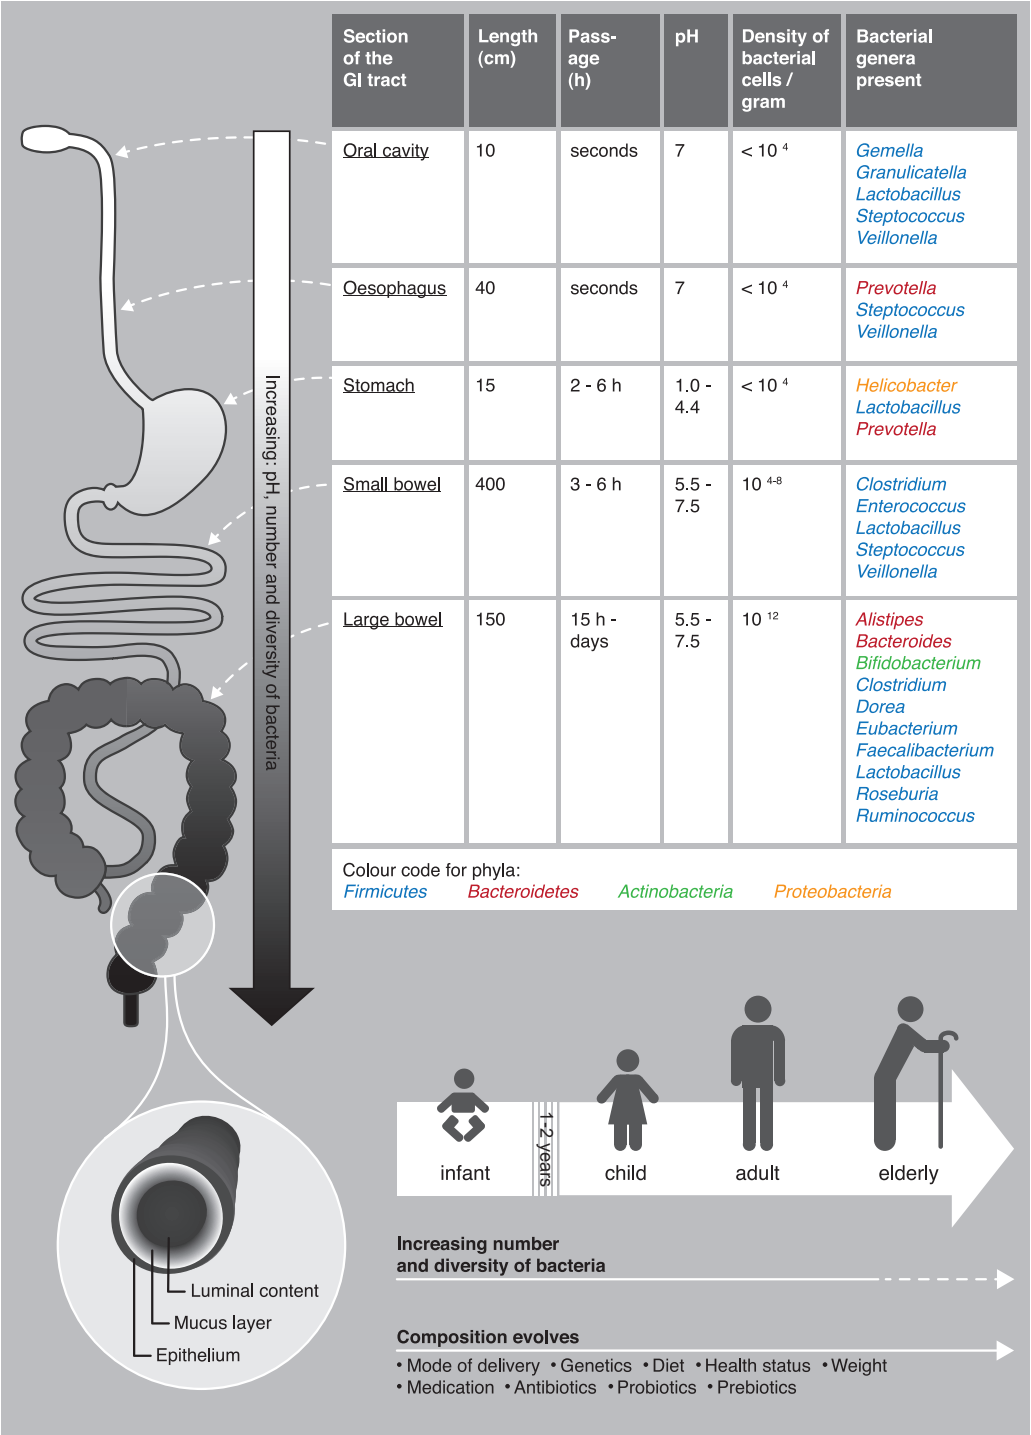 Section of the GI tract
Length (cm)
Pass-age (h)
pH
Density of bacterial cells / gram
Bacterial genera present
Oral cavity
10
seconds
7
< 10 4
Gemella
Granulicatella
Lactobacillus
Steptococcus
Veillonella
Oesophagus
40
seconds
7
< 10 4
Prevotella
Steptococcus
Veillonella
Stomach
15
2 - 6 h
1.0 -
4.4
< 10 4
Helicobacter
Lactobacillus
Prevotella
Small bowel
400
3 - 6 h
5.5 -
7.5
10 4-8
Clostridium
Enterococcus
Lactobacillus
Steptococcus
Veillonella
Large bowel
150
15 h -
days
5.5 -
7.5
10 12
Alistipes
Bacteroides
Bifidobacterium
Clostridium
Dorea
Eubacterium
Faecalibacterium
Lactobacillus
Roseburia
Ruminococcus
Colour code for phyla:
Firmicutes Bacteroidetes Actinobacteria Proteobacteria
Increasing: pH, number and diversity of bacteria
Luminal content
Mucus layer
Epithelium
infant
1-2 years
child
adult
elderly
Increasing number
and diversity of bacteria
Composition evolves
• Mode of delivery • Genetics • Diet • Health status • Weight
• Medication • Antibiotics • Probiotics • Prebiotics